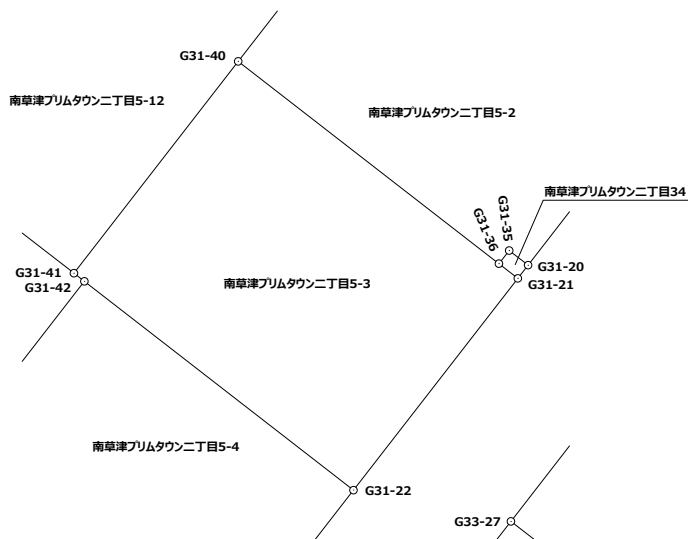 G31-40
南草津プリムタウン二丁目5-12
南草津プリムタウン二丁目5-2
南草津プリムタウン二丁目34
G31-35
G31-36
G31-20
G31-21
G31-41
G31-42
南草津プリムタウン二丁目5-3
南草津プリムタウン二丁目5-4
G31-22
G33-27